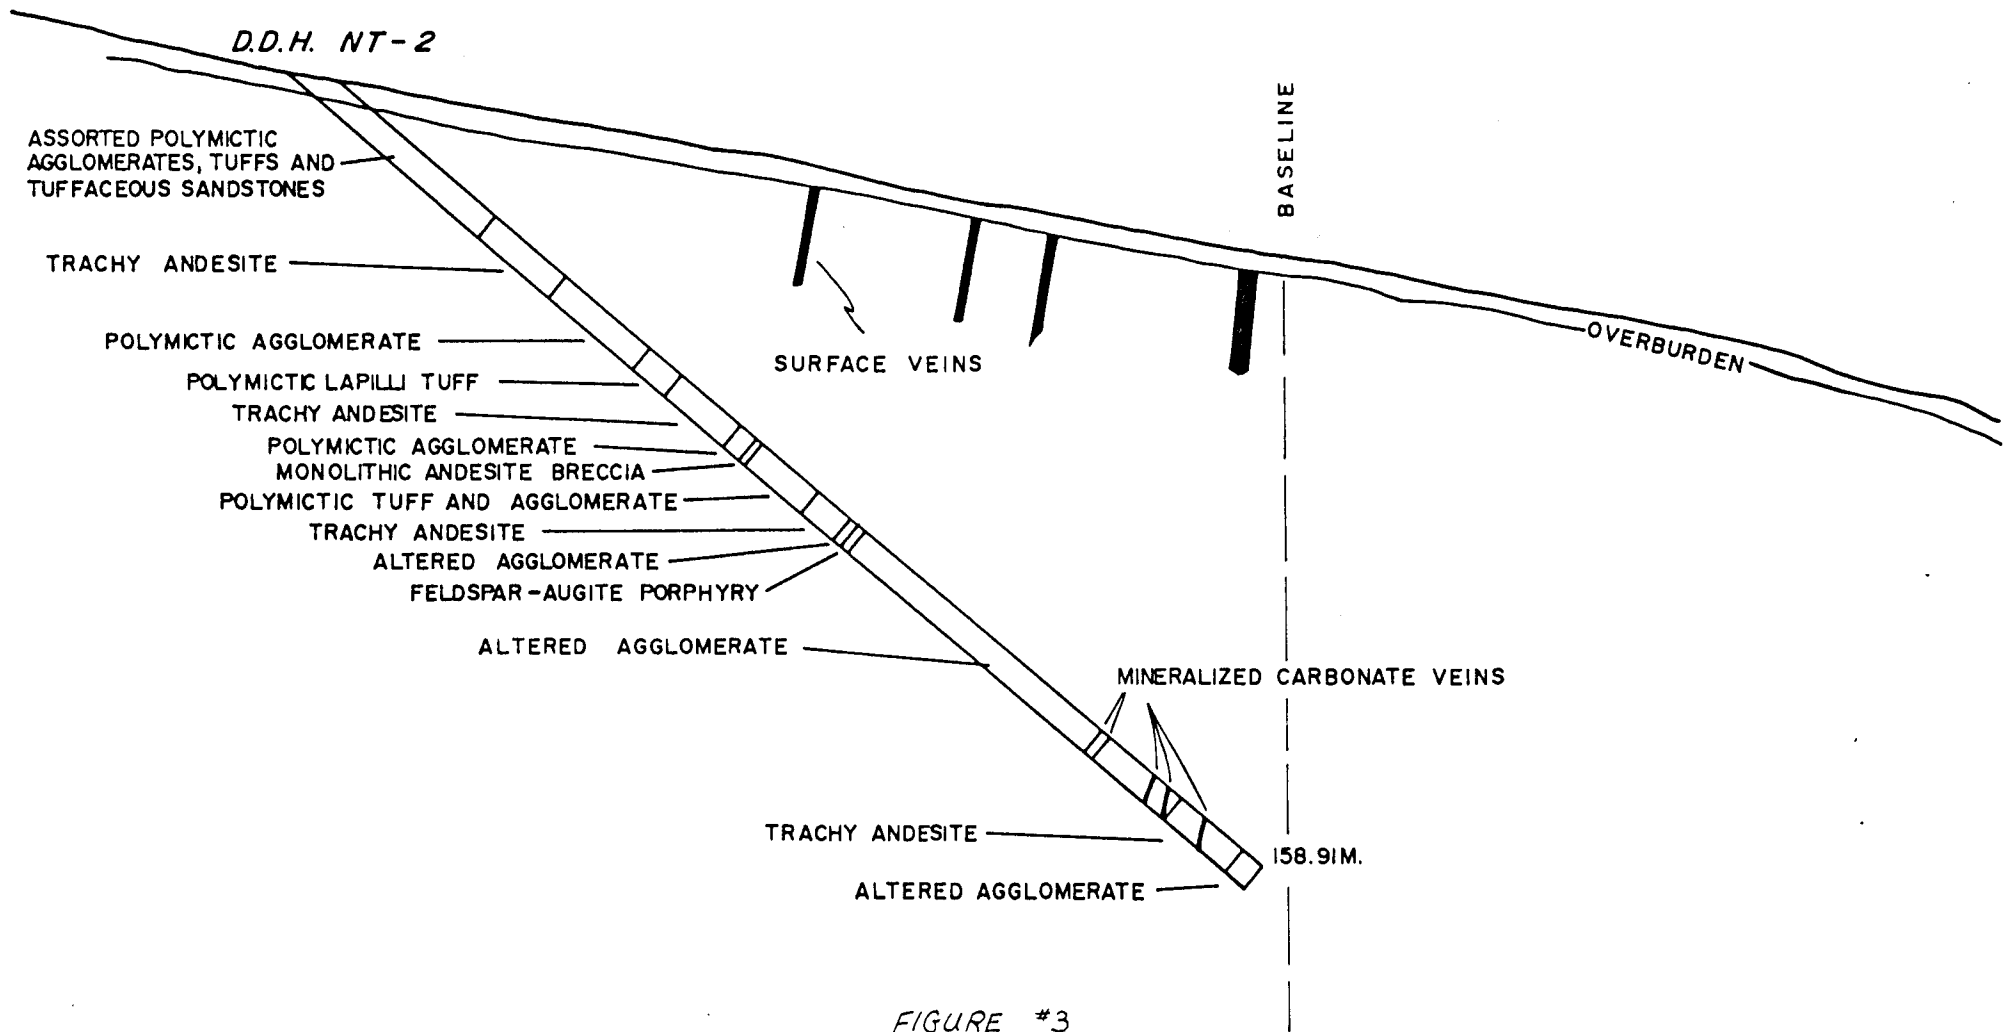 D.D.H. NT-2
BASELINE
ASSORTED POLYMICTIC
AGGLOMERATES, TUFFS AND
TUFFACEOUS SANDSTONES
TRACHY ANDESITE
POLYMICTIC AGGLOMERATE
SURFACE VEINS
OVERBURDEN
POLYMICTIC LAPILLI TUFF
TRACHY ANDESITE
POLYMICTIC AGGLOMERATE
MONOLITHIC ANDESITE BRECCIA
POLYMICTIC TUFF AND AGGLOMERATE
TRACHY ANDESITE
ALTERED AGGLOMERATE
FELDSPAR-AUGITE PORPHYRY
ALTERED AGGLOMERATE
MINERALIZED CARBONATE VEINS
TRACHY ANDESITE
158.91M.
ALTERED AGGLOMERATE
FIGURE #3